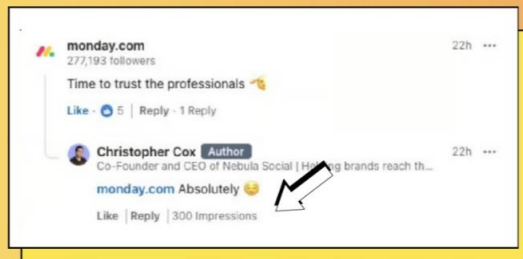 monday.com 22h
277,193 followers
Time to trust the professionals
Like · 5 | Reply · 1 Reply
Christopher Cox Author 22h
Co-Founder and CEO of Nebula Social | brands reach th...
monday.com Absolutely 😊
Like | Reply | 300 Impressions